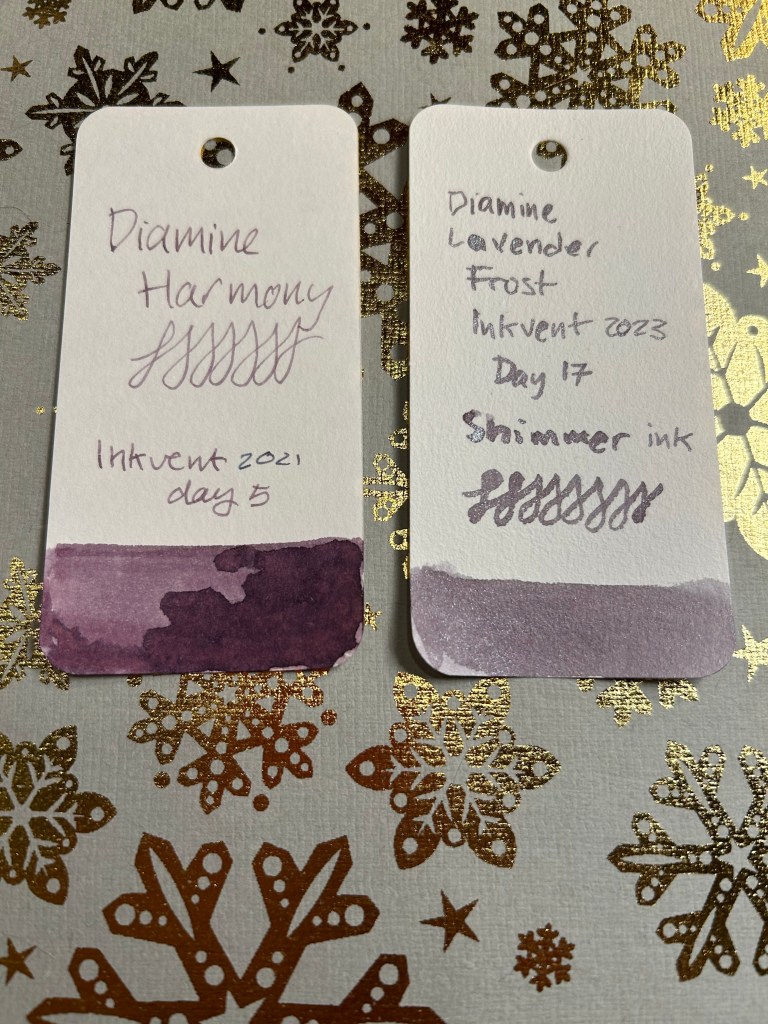 Diamine
Harmony
Inkvent 2021
day 5
Diamine
Lavender
Frost
Inkvent 2023
Day 17
Shimmer ink